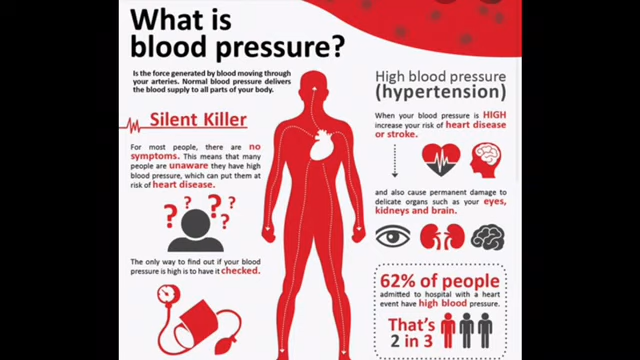 What is
blood pressure?
Is the force generated by blood moving through
your arteries. Normal blood pressure delivers
the blood supply to all parts of your body.
Silent Killer
For most people, there are no
symptoms. This means that many
people are unaware they have high
blood pressure, which can put them at
risk of heart disease.
? ? ? ?
The only way to find out if your blood
pressure is high is to have it checked.
High blood pressure
(hypertension)
When your blood pressure is HIGH
increase your risk of heart disease
or stroke.
and also cause permanent damage to
delicate organs such as your eyes,
kidneys and brain.
62% of people
admitted to hospital with a heart
event have high blood pressure.
That's
2 in 3